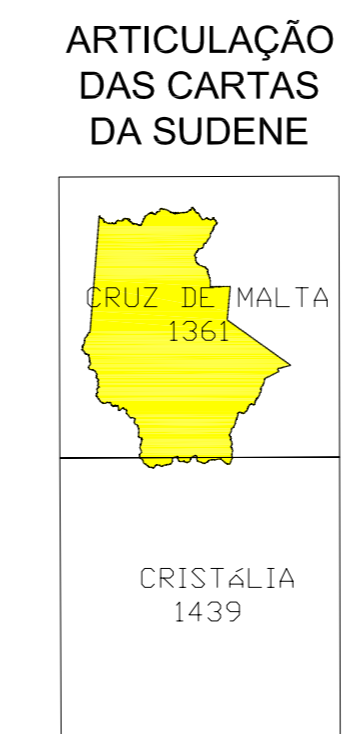 ARTICULAÇÃO
DAS CARTAS
DA SUDENE
CRUZ DE MALTA
1361
CRISTáLIA
1439